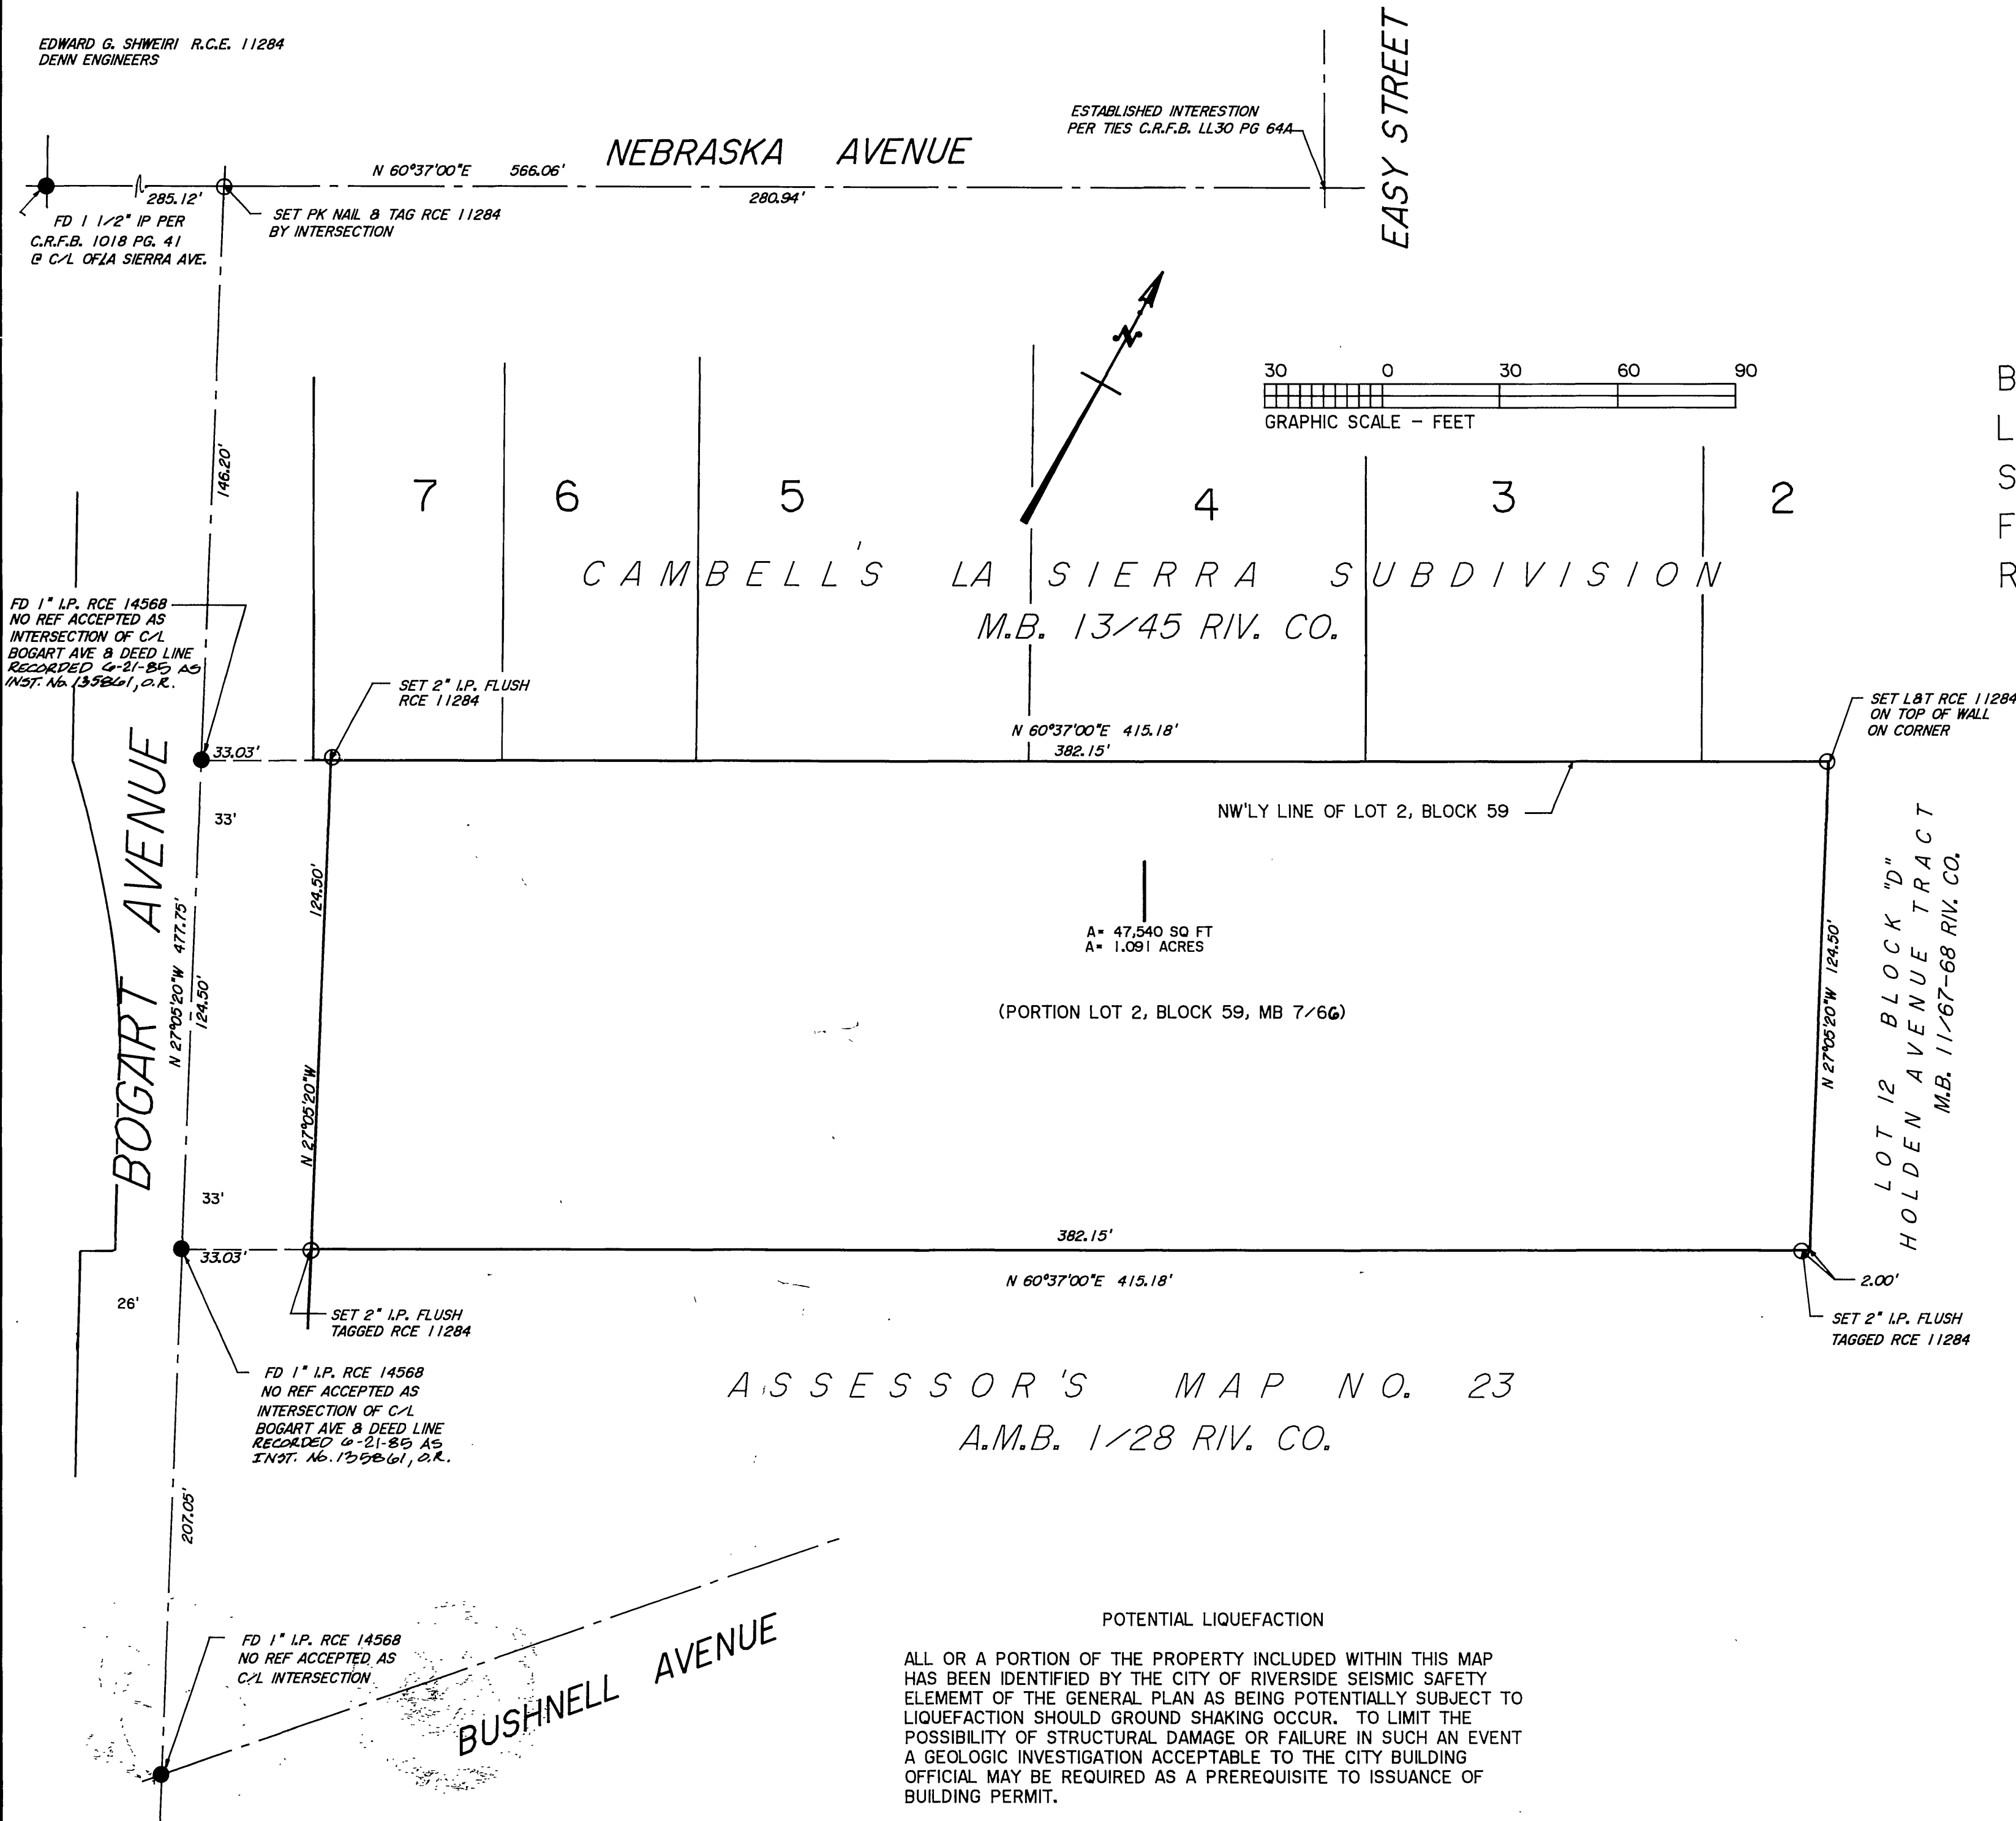 EDWARD G. SHWEIRI R.C.E. 11284
DENN ENGINEERS
EASY STREET
ESTABLISHED INTERESTION
PER TIES C.R.F.B. LL30 PG 64A
NEBRASKA AVENUE
N 60°37'00"E 566.06'
285.12'
280.94'
FD 1 1/2" IP PER
C.R.F.B. 1018 PG. 41
@ C/L OF LA SIERRA AVE.
SET PK NAIL & TAG RCE 11284
BY INTERSECTION
N
30 0 30 60 90
GRAPHIC SCALE - FEET
B
L
S
F
R
146.20'
7 6 5 4 3 2
CAMBELL'S LA SIERRA SUBDIVISION
M.B. 13/45 RIV. CO.
FD 1" I.P. RCE 14568
NO REF ACCEPTED AS
INTERSECTION OF C/L
BOGART AVE & DEED LINE
RECORDED 6-21-85 AS
INST. No. 135861, O.R.
SET 2" I.P. FLUSH
RCE 11284
SET L&T RCE 11284
ON TOP OF WALL
ON CORNER
N 60°37'00"E 415.18'
382.15'
33.03'
33'
NW'LY LINE OF LOT 2, BLOCK 59
BOGART AVENUE
N 27°05'20"W 477.75'
124.50'
124.50'
N 27°05'20"W
1
A= 47,540 SQ FT
A= 1.091 ACRES
(PORTION LOT 2, BLOCK 59, MB 7/66)
N 27°05'20"W 124.50'
LOT 12 BLOCK "D"
HOLDEN AVENUE TRACT
M.B. 11/67-68 RIV. CO.
33'
33.03'
26'
382.15'
N 60°37'00"E 415.18'
2.00'
SET 2" I.P. FLUSH
TAGGED RCE 11284
SET 2" I.P. FLUSH
TAGGED RCE 11284
FD 1" I.P. RCE 14568
NO REF ACCEPTED AS
INTERSECTION OF C/L
BOGART AVE & DEED LINE
RECORDED 6-21-85 AS
INST. No. 135861, O.R.
ASSESSOR'S MAP NO. 23
A.M.B. 1/28 RIV. CO.
207.05'
FD 1" I.P. RCE 14568
NO REF ACCEPTED AS
C/L INTERSECTION
BUSHNELL AVENUE
POTENTIAL LIQUEFACTION
ALL OR A PORTION OF THE PROPERTY INCLUDED WITHIN THIS MAP
HAS BEEN IDENTIFIED BY THE CITY OF RIVERSIDE SEISMIC SAFETY
ELEMEMT OF THE GENERAL PLAN AS BEING POTENTIALLY SUBJECT TO
LIQUEFACTION SHOULD GROUND SHAKING OCCUR. TO LIMIT THE
POSSIBILITY OF STRUCTURAL DAMAGE OR FAILURE IN SUCH AN EVENT
A GEOLOGIC INVESTIGATION ACCEPTABLE TO THE CITY BUILDING
OFFICIAL MAY BE REQUIRED AS A PREREQUISITE TO ISSUANCE OF
BUILDING PERMIT.